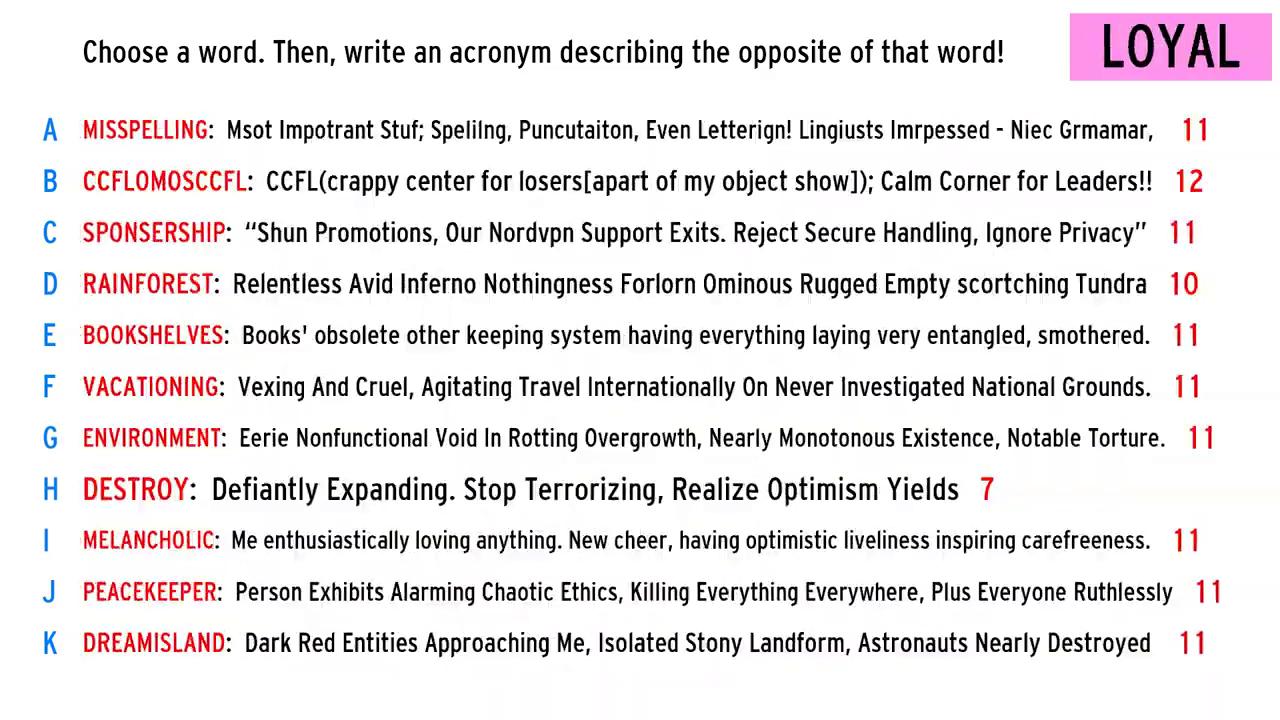 Choose a word. Then, write an acronym describing the opposite of that word!
LOYAL
A MISSPELLING: Msot Impotrant Stuf; Spelilng, Puncutaiton, Even Letterign! Lingiusts Imrpessed - Niec Grmamar, 11
B CCFLOMOSCCFL: CCFL(crappy center for losers[apart of my object show]); Calm Corner for Leaders!! 12
C SPONSERSHIP: “Shun Promotions, Our Nordvpn Support Exits. Reject Secure Handling, Ignore Privacy” 11
D RAINFOREST: Relentless Avid Inferno Nothingness Forlorn Ominous Rugged Empty scortching Tundra 10
E BOOKSHELVES: Books' obsolete other keeping system having everything laying very entangled, smothered. 11
F VACATIONING: Vexing And Cruel, Agitating Travel Internationally On Never Investigated National Grounds. 11
G ENVIRONMENT: Eerie Nonfunctional Void In Rotting Overgrowth, Nearly Monotonous Existence, Notable Torture. 11
H DESTROY: Defiantly Expanding. Stop Terrorizing, Realize Optimism Yields 7
I MELANCHOLIC: Me enthusiastically loving anything. New cheer, having optimistic liveliness inspiring carefreeness. 11
J PEACEKEEPER: Person Exhibits Alarming Chaotic Ethics, Killing Everything Everywhere, Plus Everyone Ruthlessly 11
K DREAMISLAND: Dark Red Entities Approaching Me, Isolated Stony Landform, Astronauts Nearly Destroyed 11